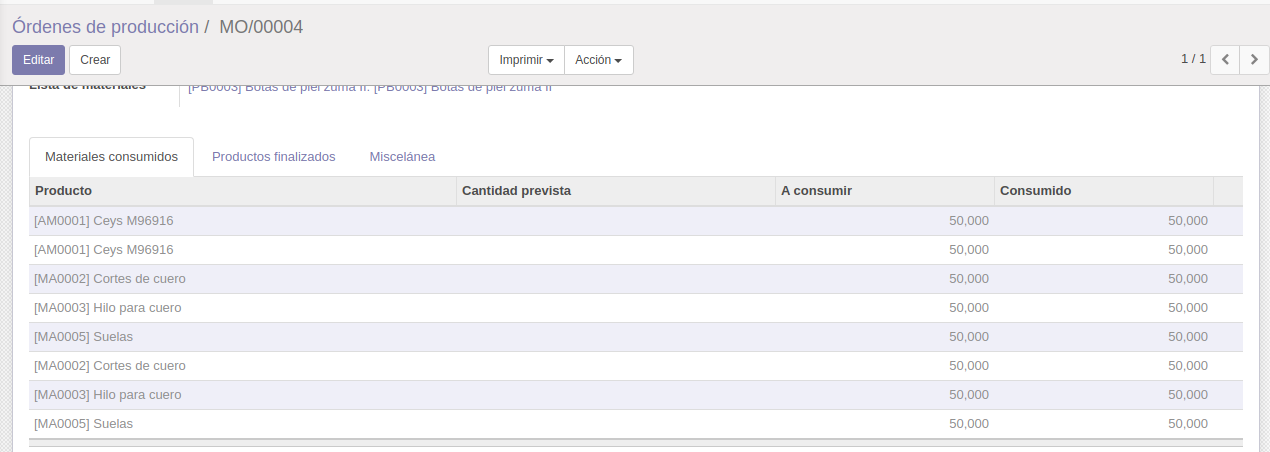 Órdenes de producción / MO/00004
Editar Crear Imprimir Acción 1 / 1
Lista de materiales [PB0003] Botas de piel zuma II: [PB0003] Botas de piel zuma II
Materiales consumidos Productos finalizados Miscelánea
Producto Cantidad prevista A consumir Consumido
[AM0001] Ceys M96916 50,000 50,000
[AM0001] Ceys M96916 50,000 50,000
[MA0002] Cortes de cuero 50,000 50,000
[MA0003] Hilo para cuero 50,000 50,000
[MA0005] Suelas 50,000 50,000
[MA0002] Cortes de cuero 50,000 50,000
[MA0003] Hilo para cuero 50,000 50,000
[MA0005] Suelas 50,000 50,000